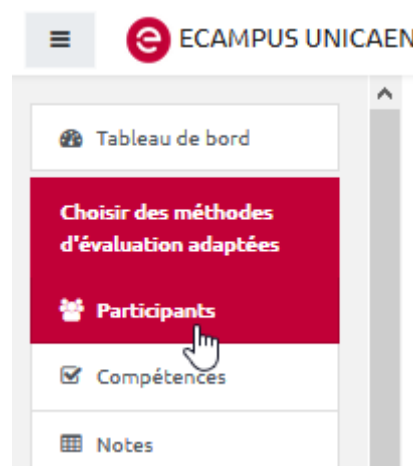 ECAMPUS UNICAEN
Tableau de bord
Choisir des méthodes
d'évaluation adaptées
Participants
Compétences
Notes